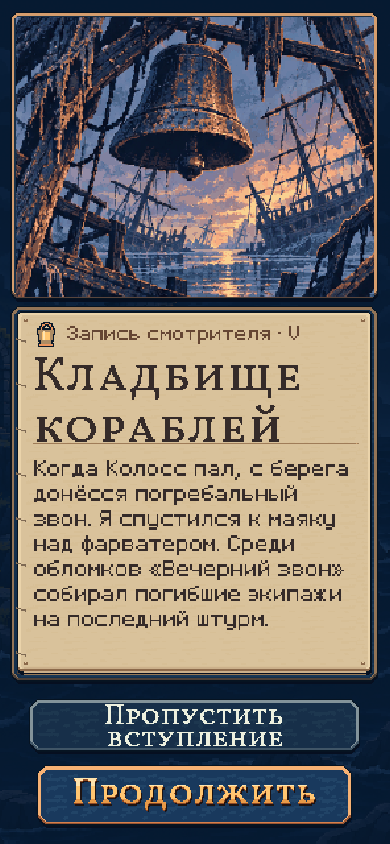 Запись смотрителя · V
Кладбище
кораблей
Когда Колосс пал, с берега
донёсся погребальный
звон. Я спустился к маяку
над фарватером. Среди
обломков «Вечерний звон»
собирал погибшие экипажи
на последний штурм.
Пропустить
вступление
Продолжить